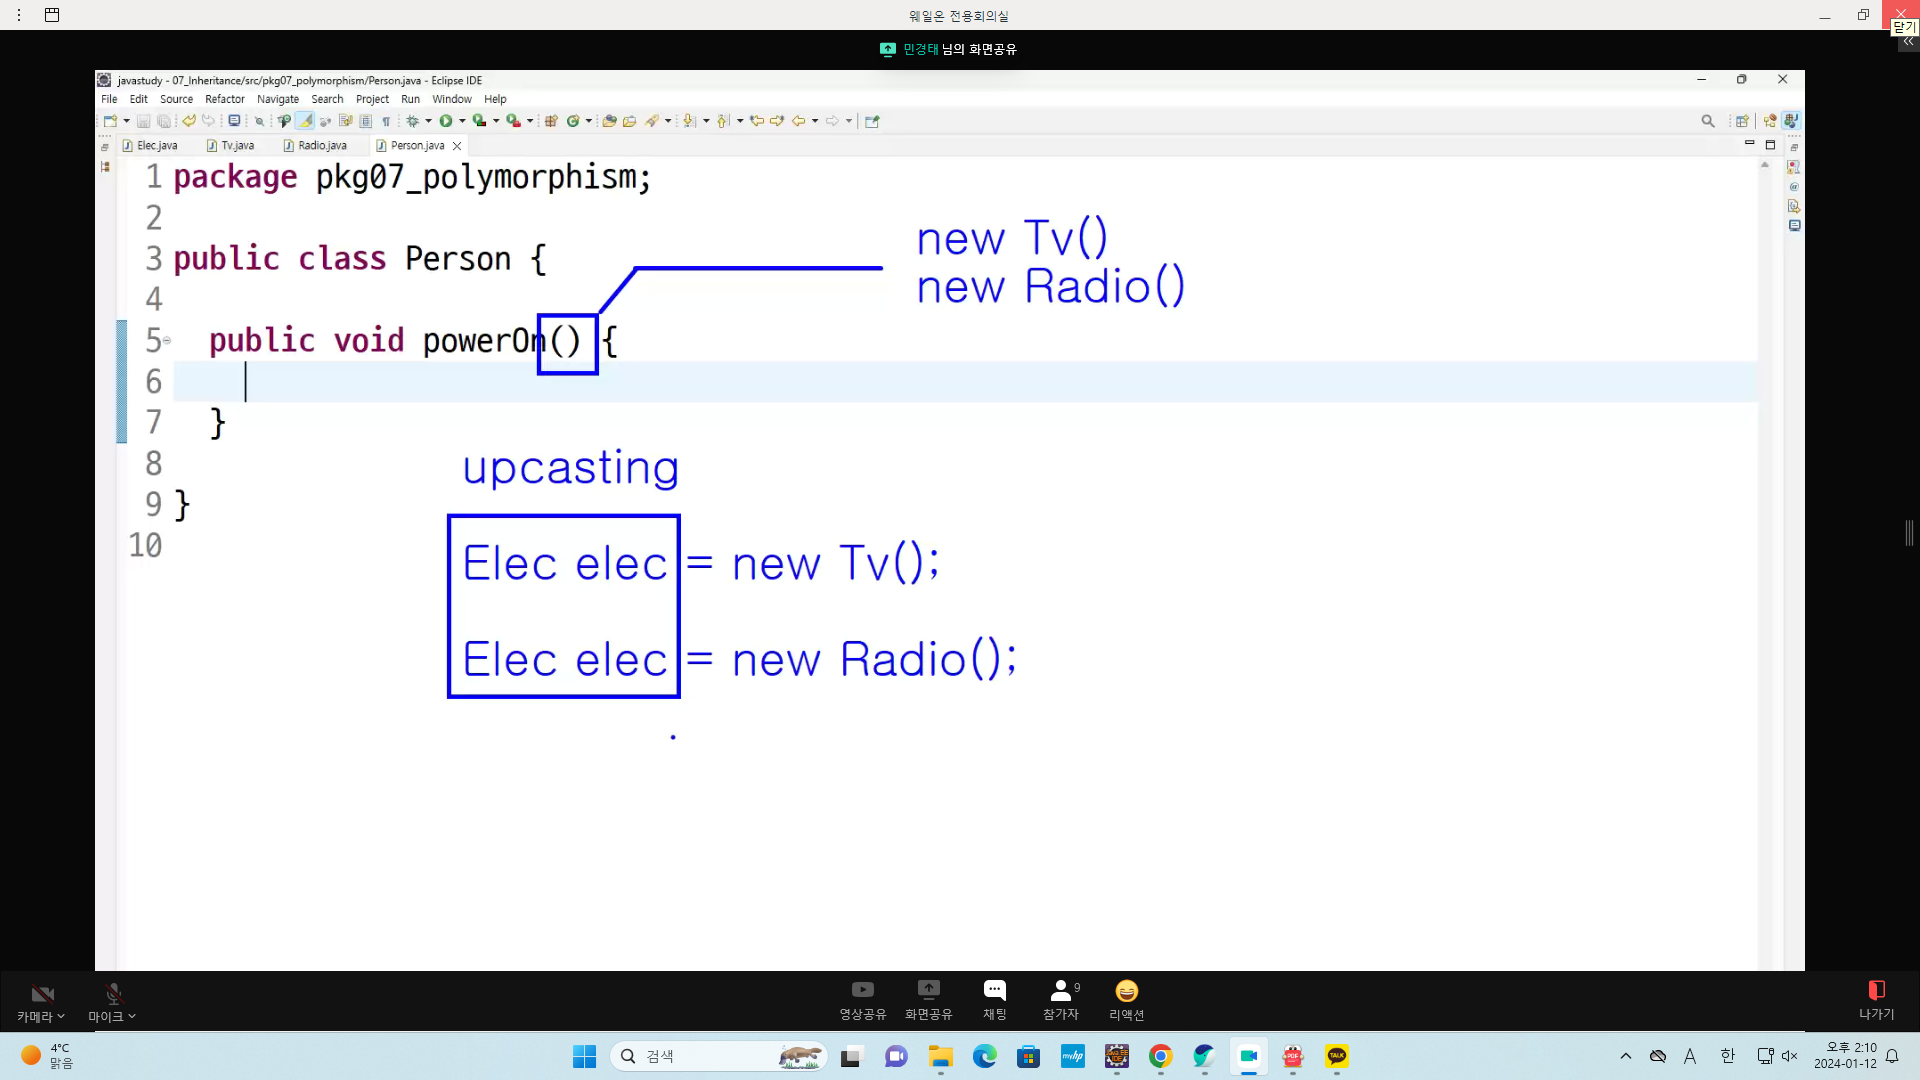 웨일온 전용회의실
닫기
민경태 님의 화면공유
javastudy - 07_Inheritance/src/pkg07_polymorphism/Person.java - Eclipse IDE
File Edit Source Refactor Navigate Search Project Run Window Help
Elec.java Tv.java Radio.java Person.java
1 package pkg07_polymorphism;
2
3 public class Person {
4
5 public void powerOn() {
6
7 }
8
9 }
10
new Tv()
new Radio()
upcasting
Elec elec = new Tv();
Elec elec = new Radio();
.
카메라 마이크 영상공유 화면공유 채팅 참가자 9 리액션 나가기
4°C
맑음
검색
myhp
PDF
TALK
A 한
오후 2:10
2024-01-12